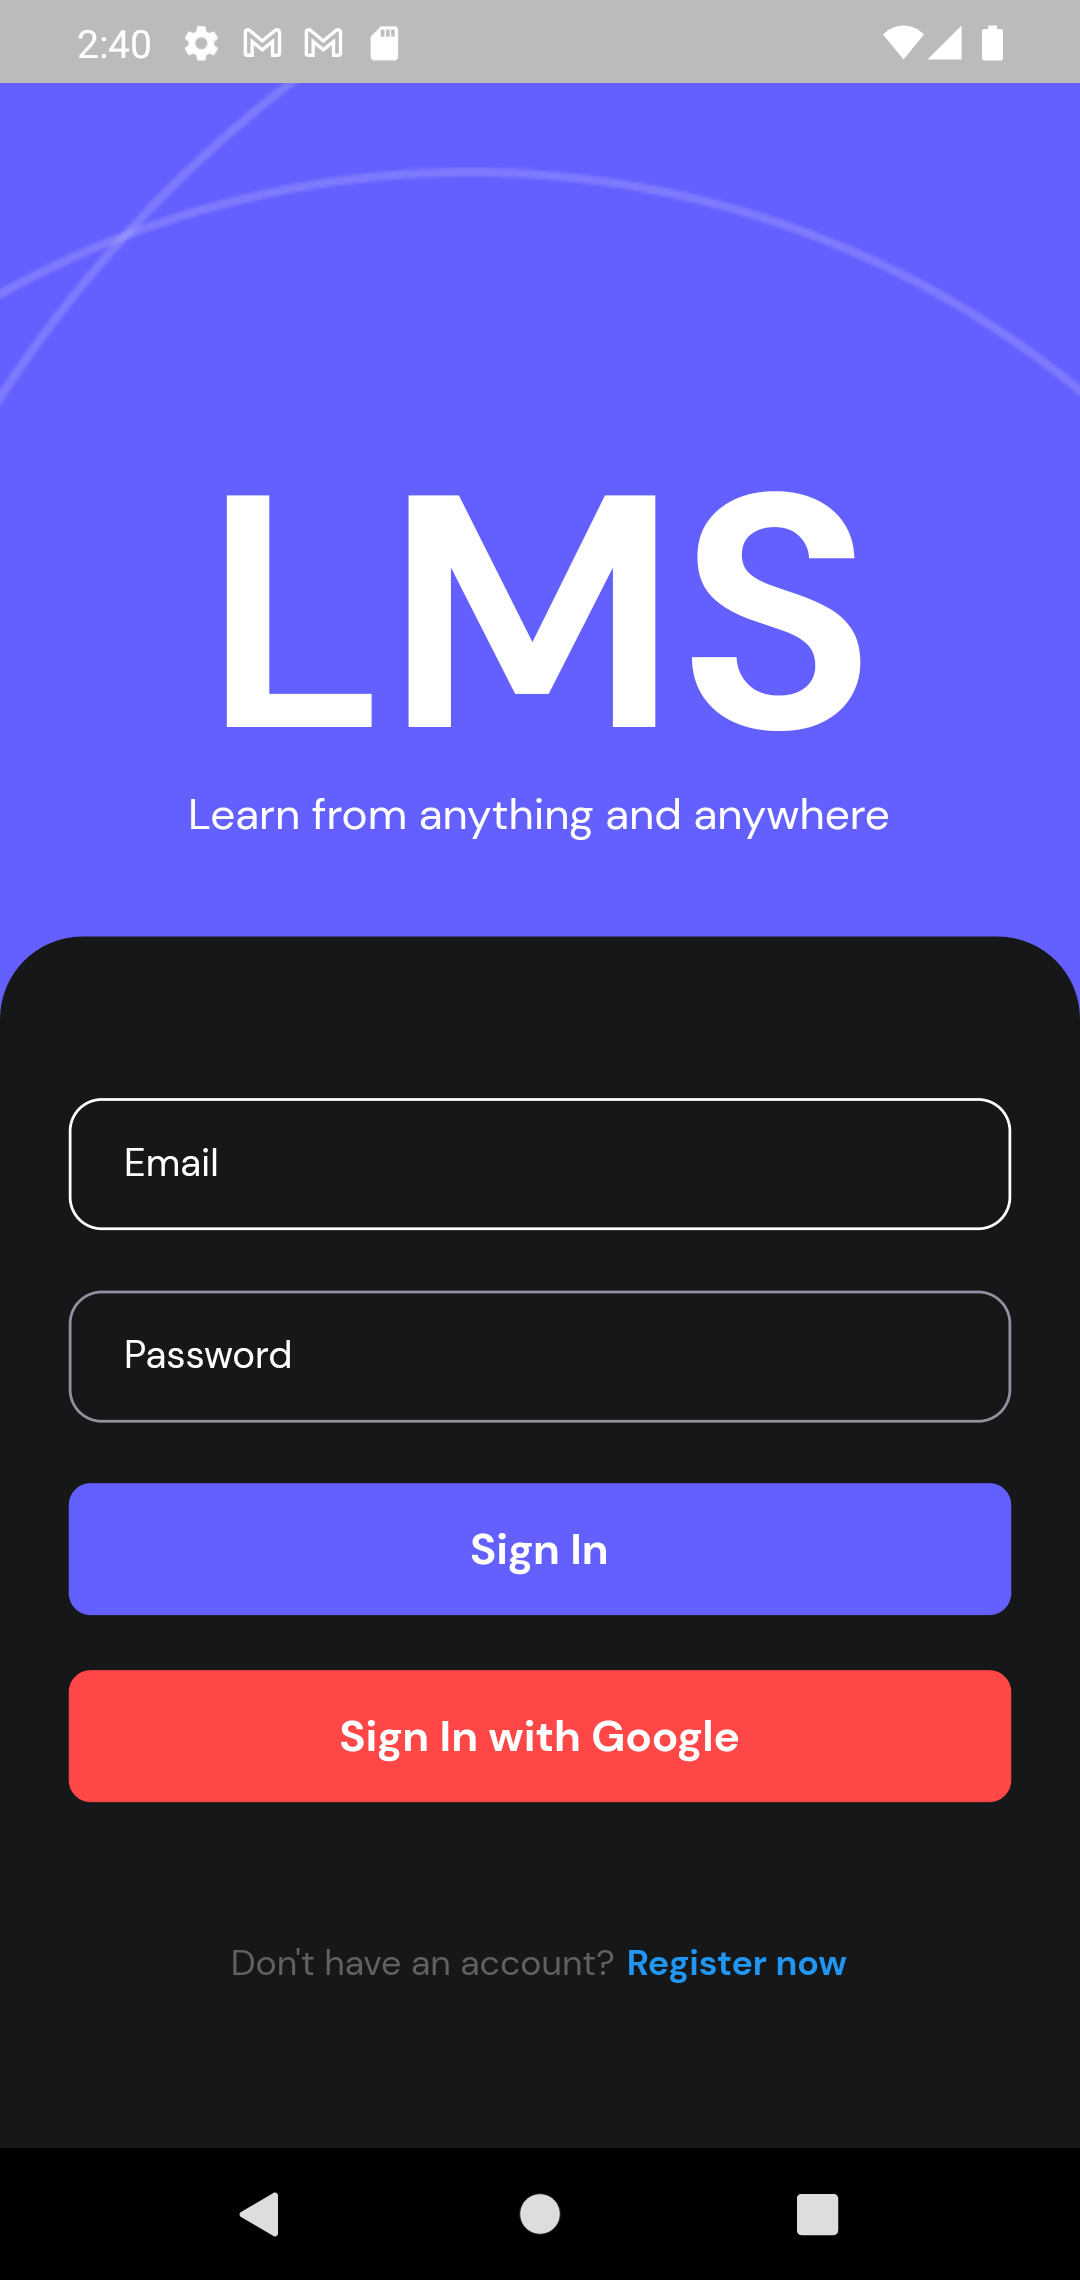 2:40
LMS
Learn from anything and anywhere
Email
Password
Sign In
Sign In with Google
Don't have an account? Register now